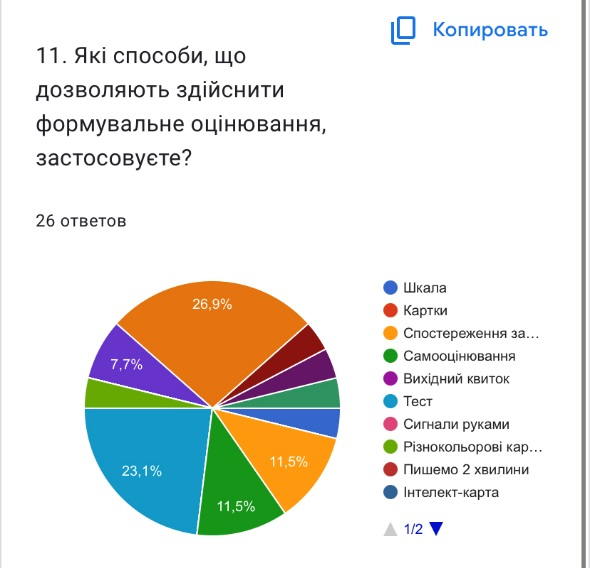 Копировать
11. Які способи, що
дозволяють здійснити
формувальне оцінювання,
застосовуєте?
26 ответов
26,9%
7,7%
23,1%
11,5%
11,5%
Шкала
Картки
Спостереження за...
Самооцінювання
Вихідний квиток
Тест
Сигнали руками
Різнокольорові кар...
Пишемо 2 хвилини
Інтелект-карта
1/2